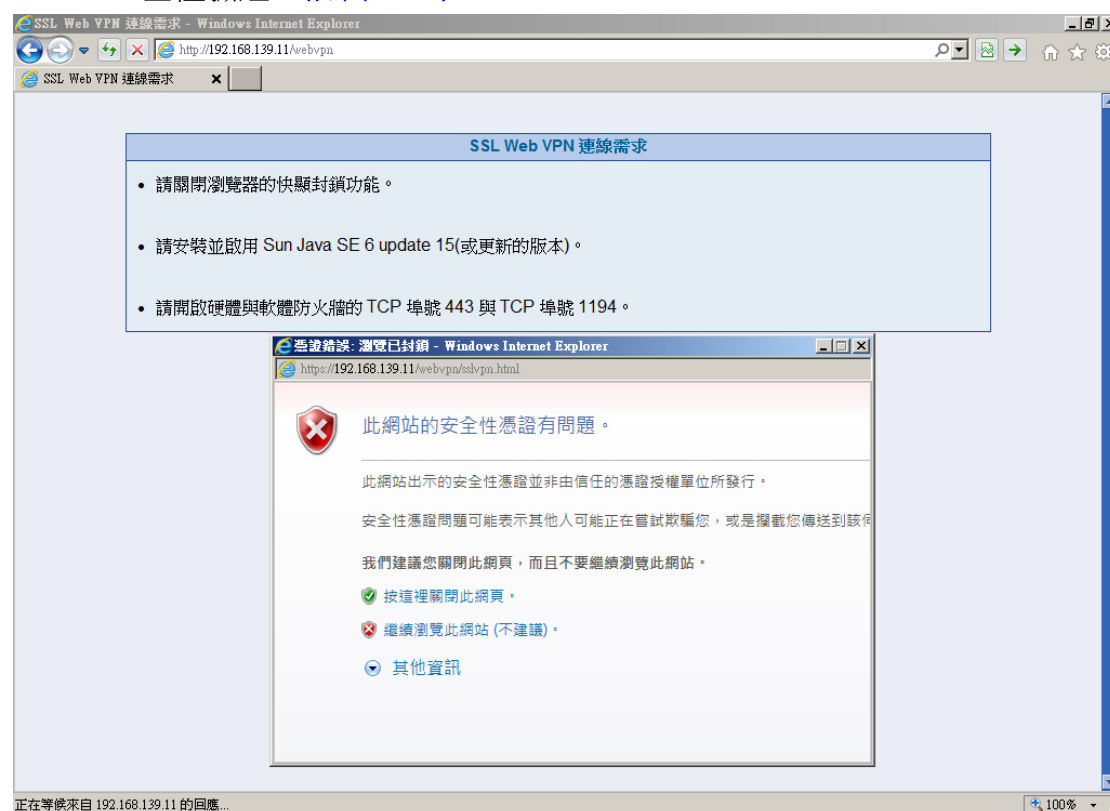 SSL Web VPN 連線需求 - Windows Internet Explorer
http://192.168.139.11/webvpn
SSL Web VPN 連線需求
SSL Web VPN 連線需求
• 請關閉瀏覽器的快顯封鎖功能。
• 請安裝並啟用 Sun Java SE 6 update 15(或更新的版本)。
• 請開啟硬體與軟體防火牆的 TCP 埠號 443 與 TCP 埠號 1194。
憑證錯誤: 瀏覽已封鎖 - Windows Internet Explorer
https://192.168.139.11/webvpn/sslvpn.html
此網站的安全性憑證有問題。
此網站出示的安全性憑證並非由信任的憑證授權單位所發行。
安全性憑證問題可能表示其他人可能正在嘗試欺騙您，或是攔截您傳送到該
我們建議您關閉此網頁，而且不要繼續瀏覽此網站。
按這裡關閉此網頁。
繼續瀏覽此網站 (不建議)。
其他資訊
正在等候來自 192.168.139.11 的回應...
100%